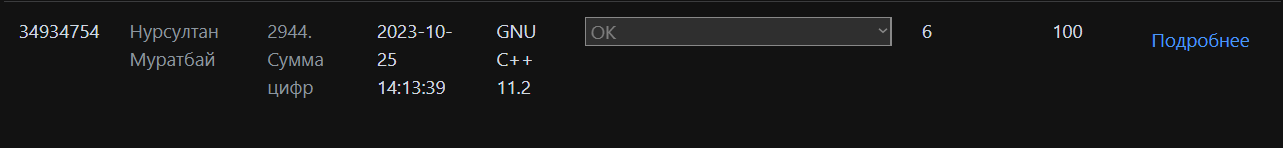 34934754 Нурсултан 2944. 2023-10- GNU OK 6 100 Подробнее
Муратбай Сумма 25 C++
цифр 14:13:39 11.2